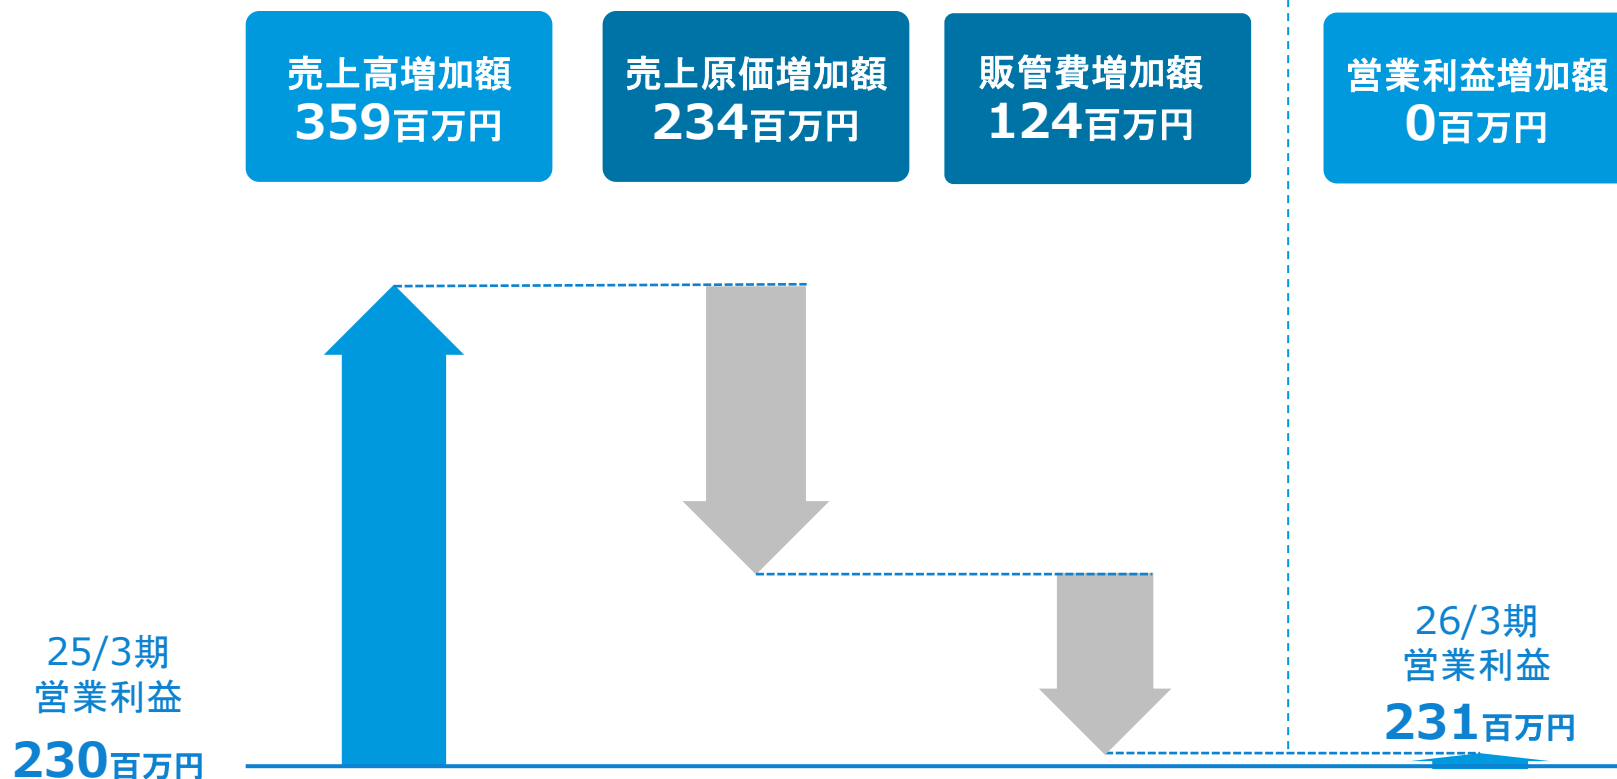 売上高増加額
359百万円
売上原価増加額
234百万円
販管費増加額
124百万円
営業利益増加額
0百万円
25/3期
営業利益
230百万円
26/3期
営業利益
231百万円